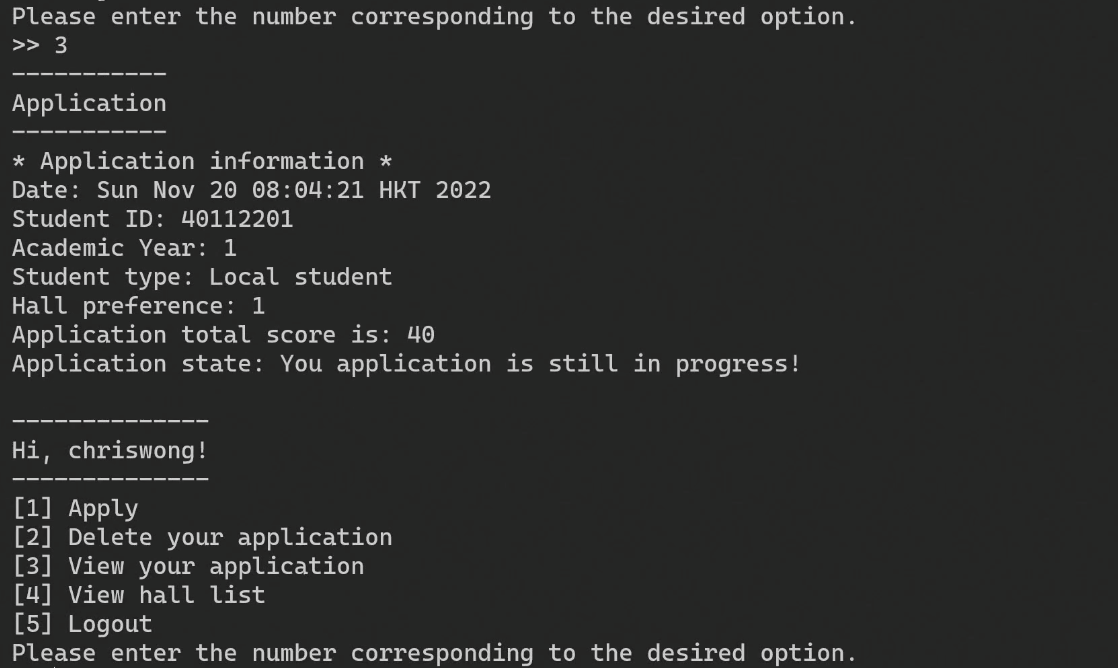 Please enter the number corresponding to the desired option.
>> 3
-----------
Application
-----------
* Application information *
Date: Sun Nov 20 08:04:21 HKT 2022
Student ID: 40112201
Academic Year: 1
Student type: Local student
Hall preference: 1
Application total score is: 40
Application state: You application is still in progress!
--------------
Hi, chriswong!
--------------
[1] Apply
[2] Delete your application
[3] View your application
[4] View hall list
[5] Logout
Please enter the number corresponding to the desired option.